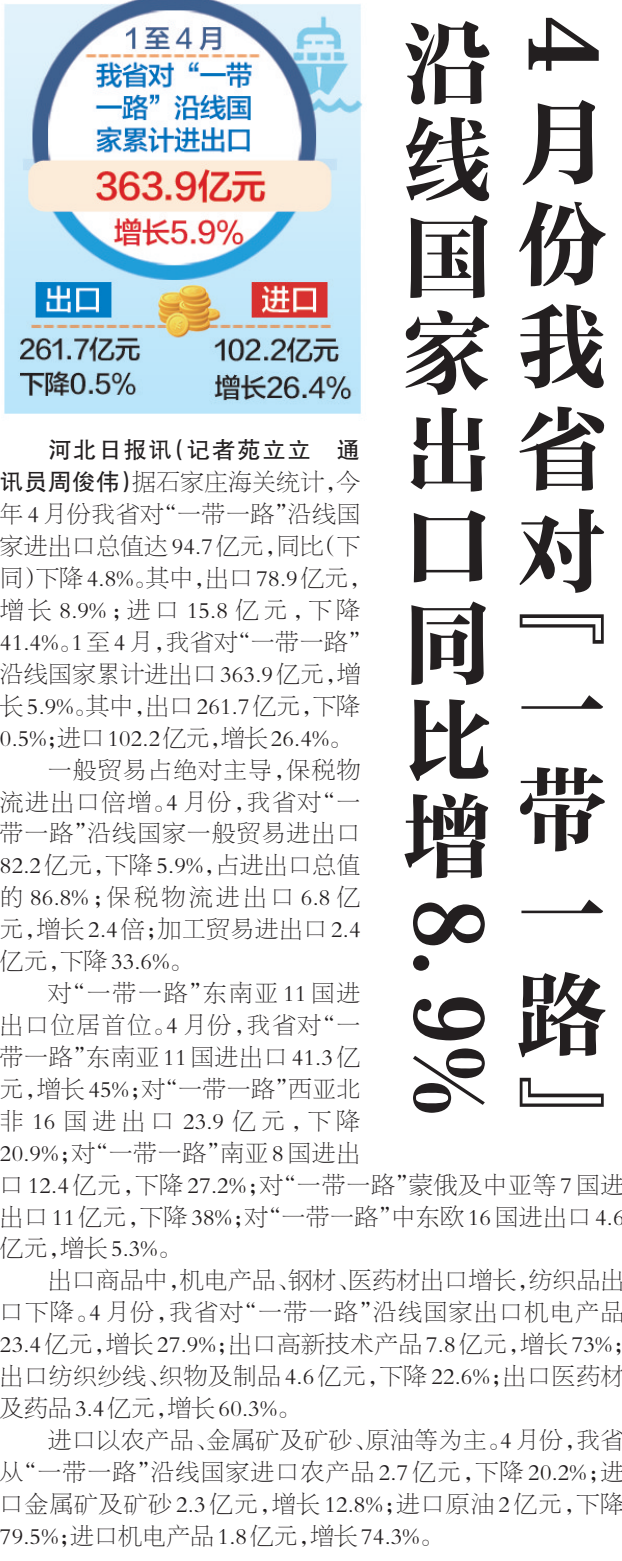 4月份我省对『一带一路』
沿线国家出口同比增8.9%
1至4月
我省对“一带
一路”沿线国
家累计进出口
363.9亿元
增长5.9%
出口
261.7亿元
下降0.5%
进口
102.2亿元
增长26.4%
河北日报讯(记者苑立立 通
讯员周俊伟)据石家庄海关统计,今
年4月份我省对“一带一路”沿线国
家进出口总值达94.7亿元,同比(下
同)下降4.8%。其中,出口78.9亿元,
增长8.9%;进口15.8亿元,下降
41.4%。1至4月,我省对“一带一路”
沿线国家累计进出口363.9亿元,增
长5.9%。其中,出口261.7亿元,下降
0.5%;进口102.2亿元,增长26.4%。
一般贸易占绝对主导,保税物
流进出口倍增。4月份,我省对“一
带一路”沿线国家一般贸易进出口
82.2亿元,下降5.9%,占进出口总值
的86.8%;保税物流进出口6.8亿
元,增长2.4倍;加工贸易进出口2.4
亿元,下降33.6%。
对“一带一路”东南亚11国进
出口位居首位。4月份,我省对“一
带一路”东南亚11国进出口41.3亿
元,增长45%;对“一带一路”西亚北
非16国进出口23.9亿元,下降
20.9%;对“一带一路”南亚8国进出
口12.4亿元,下降27.2%;对“一带一路”蒙俄及中亚等7国进
出口11亿元,下降38%;对“一带一路”中东欧16国进出口4.6
亿元,增长5.3%。
出口商品中,机电产品、钢材、医药材出口增长,纺织品出
口下降。4月份,我省对“一带一路”沿线国家出口机电产品
23.4亿元,增长27.9%;出口高新技术产品7.8亿元,增长73%;
出口纺织纱线、织物及制品4.6亿元,下降22.6%;出口医药材
及药品3.4亿元,增长60.3%。
进口以农产品、金属矿及矿砂、原油等为主。4月份,我省
从“一带一路”沿线国家进口农产品2.7亿元,下降20.2%;进
口金属矿及矿砂2.3亿元,增长12.8%;进口原油2亿元,下降
79.5%;进口机电产品1.8亿元,增长74.3%。